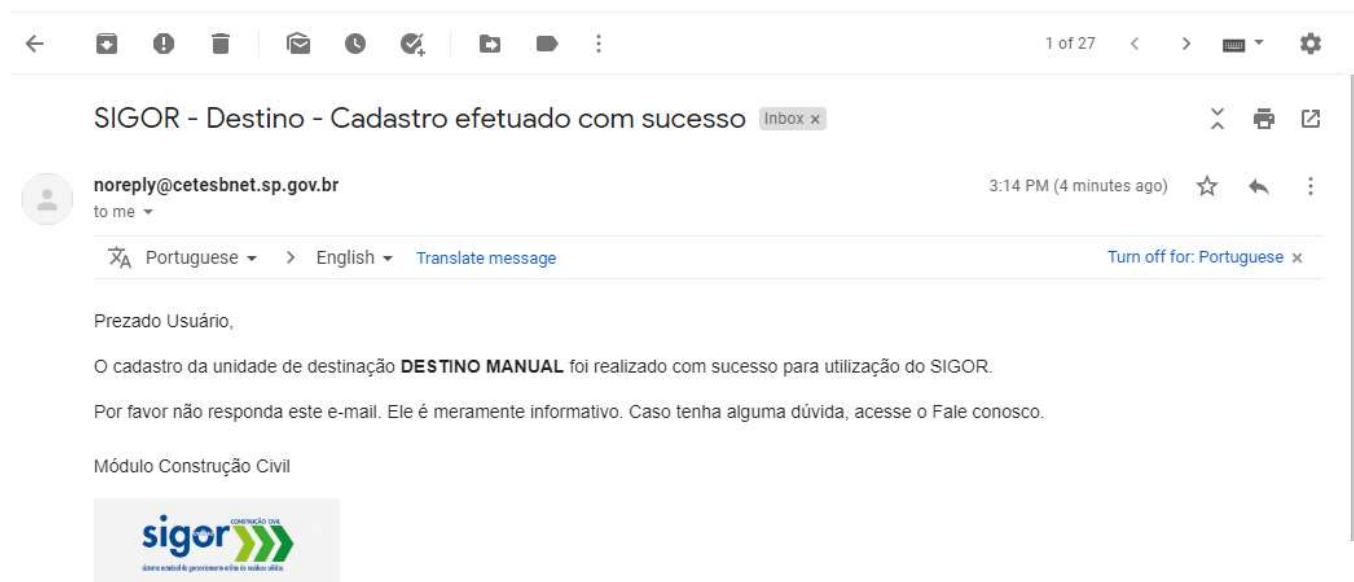 1 of 27
SIGOR - Destino - Cadastro efetuado com sucesso Inbox x
noreply@cetesbnet.sp.gov.br 3:14 PM (4 minutes ago)
to me
Portuguese > English Translate message Turn off for: Portuguese x
Prezado Usuário,
O cadastro da unidade de destinação DESTINO MANUAL foi realizado com sucesso para utilização do SIGOR.
Por favor não responda este e-mail. Ele é meramente informativo. Caso tenha alguma dúvida, acesse o Fale conosco.
Módulo Construção Civil
CONSTRUÇÃO CIVIL
sigor